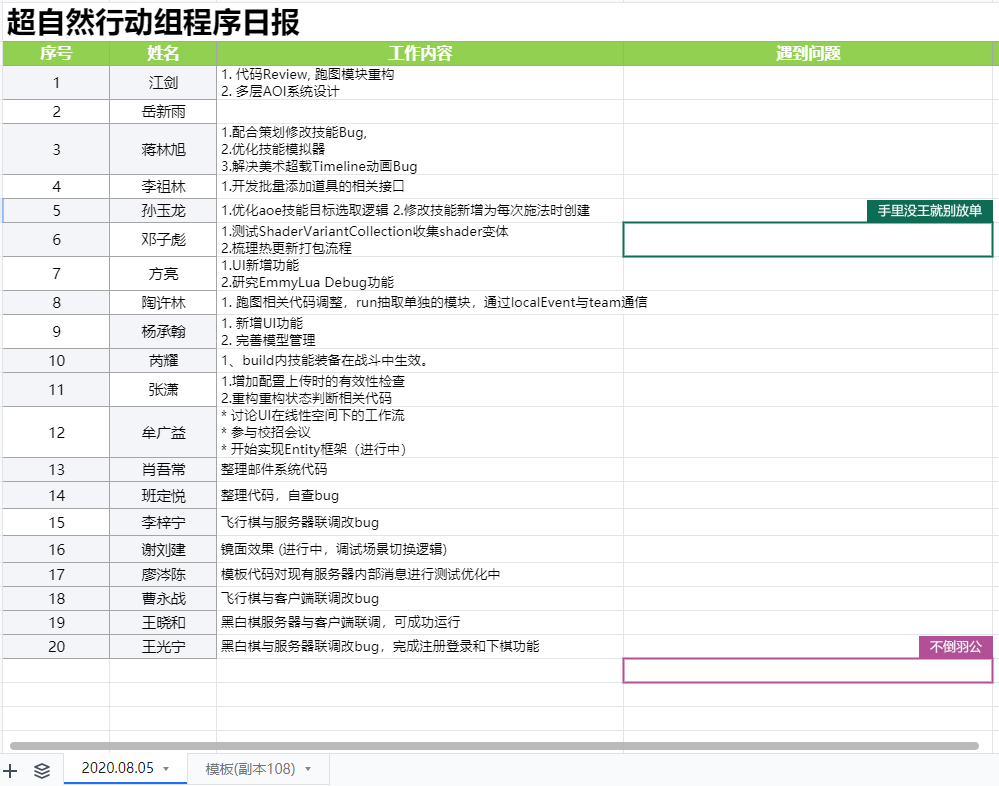 超自然行动组程序日报
序号 姓名 工作内容 遇到问题
1 江剑 1. 代码Review, 跑图模块重构
2. 多层AOI系统设计
2 岳新雨
3 蒋林旭 1.配合策划修改技能Bug,
2.优化技能模拟器
3.解决美术超载Timeline动画Bug
4 李祖林 1.开发批量添加道具的相关接口
5 孙玉龙 1.优化aoe技能目标选取逻辑 2.修改技能新增为每次施法时创建 手里没王就别放单
6 邓子彪 1.测试ShaderVariantCollection收集shader变体
2.梳理热更新打包流程
7 方亮 1.UI新增功能
2.研究EmmyLua Debug功能
8 陶许林 1. 跑图相关代码调整，run抽取单独的模块，通过localEvent与team通信
9 杨承翰 1. 新增UI功能
2. 完善模型管理
10 芮耀 1、build内技能装备在战斗中生效。
11 张潇 1.增加配置上传时的有效性检查
2.重构重构状态判断相关代码
12 牟广益 * 讨论UI在线性空间下的工作流
* 参与校招会议
* 开始实现Entity框架（进行中）
13 肖吾常 整理邮件系统代码
14 班定悦 整理代码，自查bug
15 李梓宁 飞行棋与服务器联调改bug
16 谢刘建 镜面效果 (进行中，调试场景切换逻辑)
17 廖涔陈 模板代码对现有服务器内部消息进行测试优化中
18 曹永战 飞行棋与客户端联调改bug
19 王晓和 黑白棋服务器与客户端联调，可成功运行
20 王光宁 黑白棋与服务器联调改bug，完成注册登录和下棋功能 不倒羽公
2020.08.05 模板(副本108)